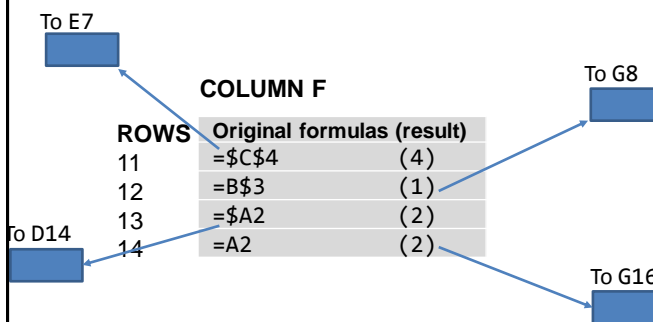 To E7
To G8
COLUMN F
ROWS Original formulas (result)
11 =$C$4 (4)
12 =B$3 (1)
13 =$A2 (2)
To D14
14 =A2 (2)
To G16